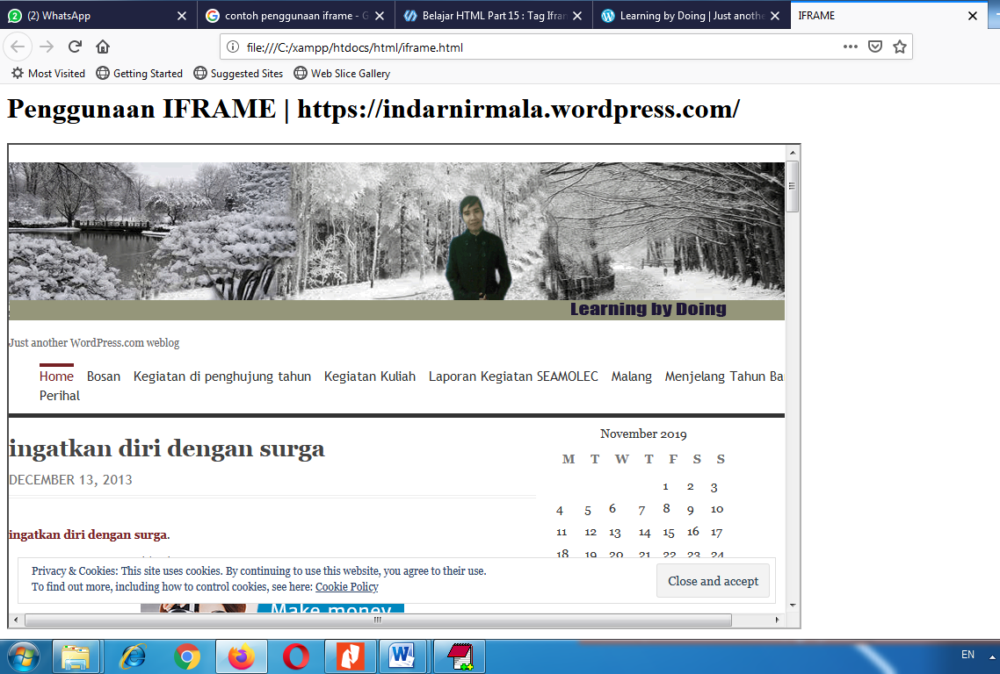 (2) WhatsApp
contoh penggunaan iframe - G
Belajar HTML Part 15 : Tag Ifran
Learning by Doing | Just anothe
IFRAME
file:///C:/xampp/htdocs/html/iframe.html
Most Visited Getting Started Suggested Sites Web Slice Gallery
Penggunaan IFRAME | https://indarnirmala.wordpress.com/
Learning by Doing
Just another WordPress.com weblog
Home Bosan Kegiatan di penghujung tahun Kegiatan Kuliah Laporan Kegiatan SEAMOLEC Malang Menjelang Tahun Ba
Perihal
ingatkan diri dengan surga
DECEMBER 13, 2013
ingatkan diri dengan surga.
November 2019
M T W T F S S
1 2 3
4 5 6 7 8 9 10
11 12 13 14 15 16 17
18 19 20 21 22 23 24
Privacy & Cookies: This site uses cookies. By continuing to use this website, you agree to their use.
To find out more, including how to control cookies, see here: Cookie Policy
Close and accept
Make money
EN